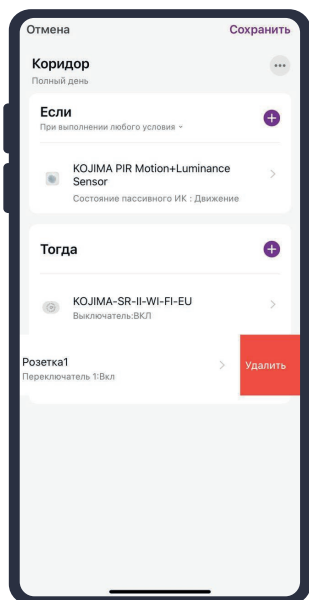 Отмена Сохранить
Коридор
Полный день
Если
При выполнении любого условия
KOJIMA PIR Motion+Luminance
Sensor
Состояние пассивного ИК : Движение
Тогда
KOJIMA-SR-II-WI-FI-EU
Выключатель:ВКЛ
Розетка1
Переключатель 1:Вкл
Удалить